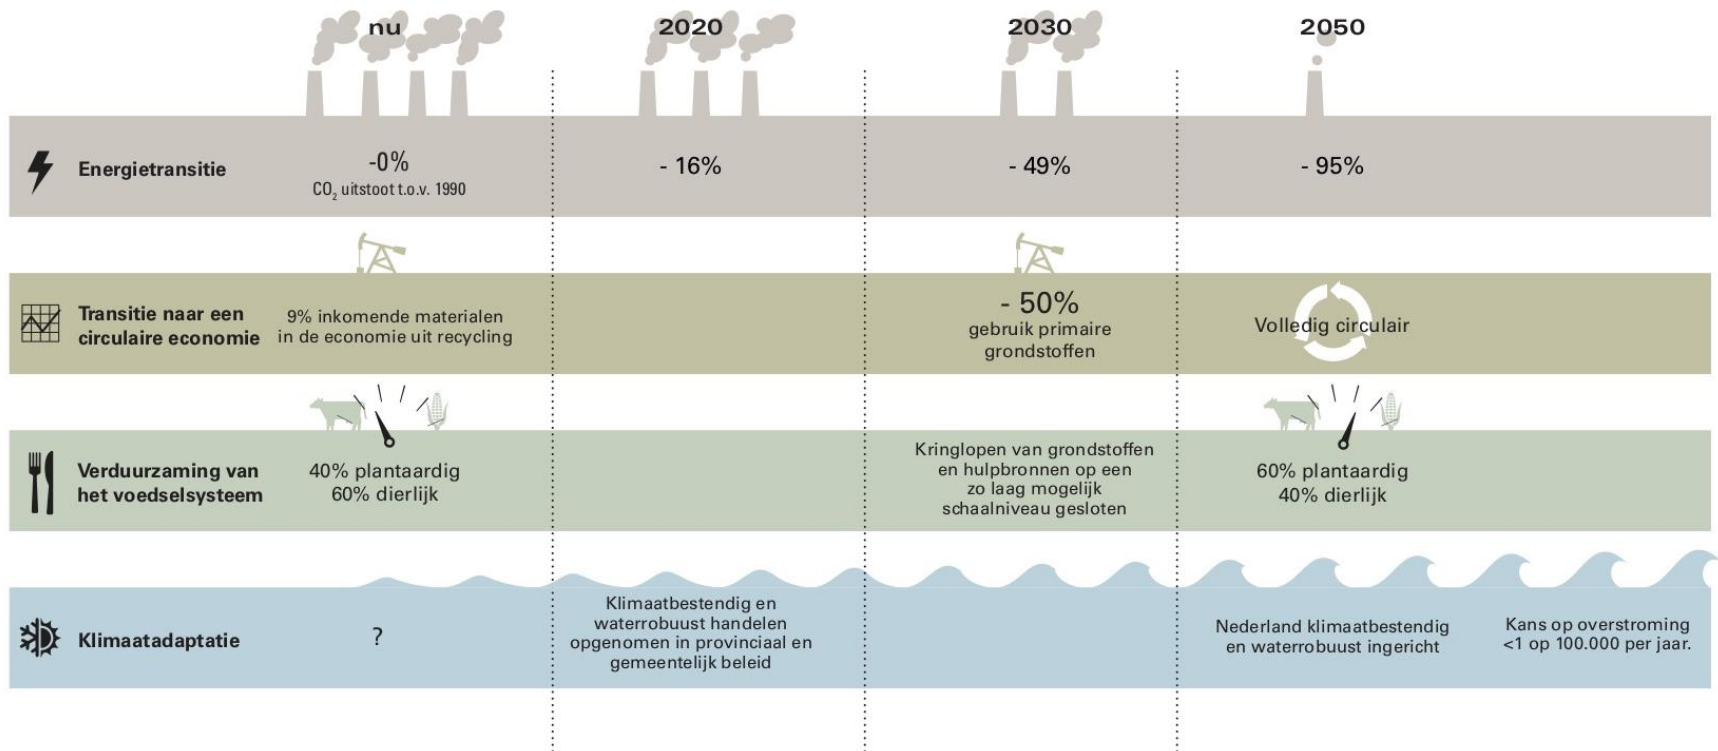 nu
2020
2030
2050
Energietransitie
-0%
CO₂ uitstoot t.o.v. 1990
- 16%
- 49%
- 95%
Transitie naar een
circulaire economie
9% inkomende materialen
in de economie uit recycling
- 50%
gebruik primaire
grondstoffen
Volledig circulair
Verduurzaming van
het voedselsysteem
40% plantaardig
60% dierlijk
Kringlopen van grondstoffen
en hulpbronnen op een
zo laag mogelijk
schaalniveau gesloten
60% plantaardig
40% dierlijk
Klimaatadaptatie
?
Klimaatbestendig en
waterrobuust handelen
opgenomen in provinciaal en
gemeentelijk beleid
Nederland klimaatbestendig
en waterrobuust ingericht
Kans op overstroming
<1 op 100.000 per jaar.